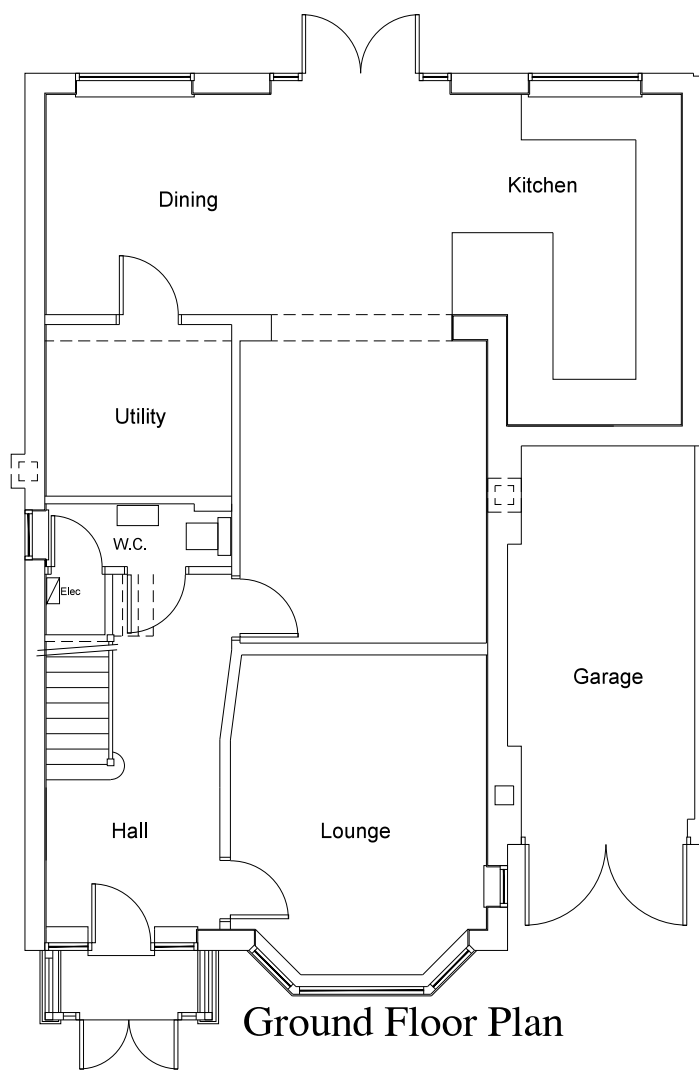 Kitchen
Dining
Utility
W.C.
Elec
Garage
Hall
Lounge
Ground Floor Plan